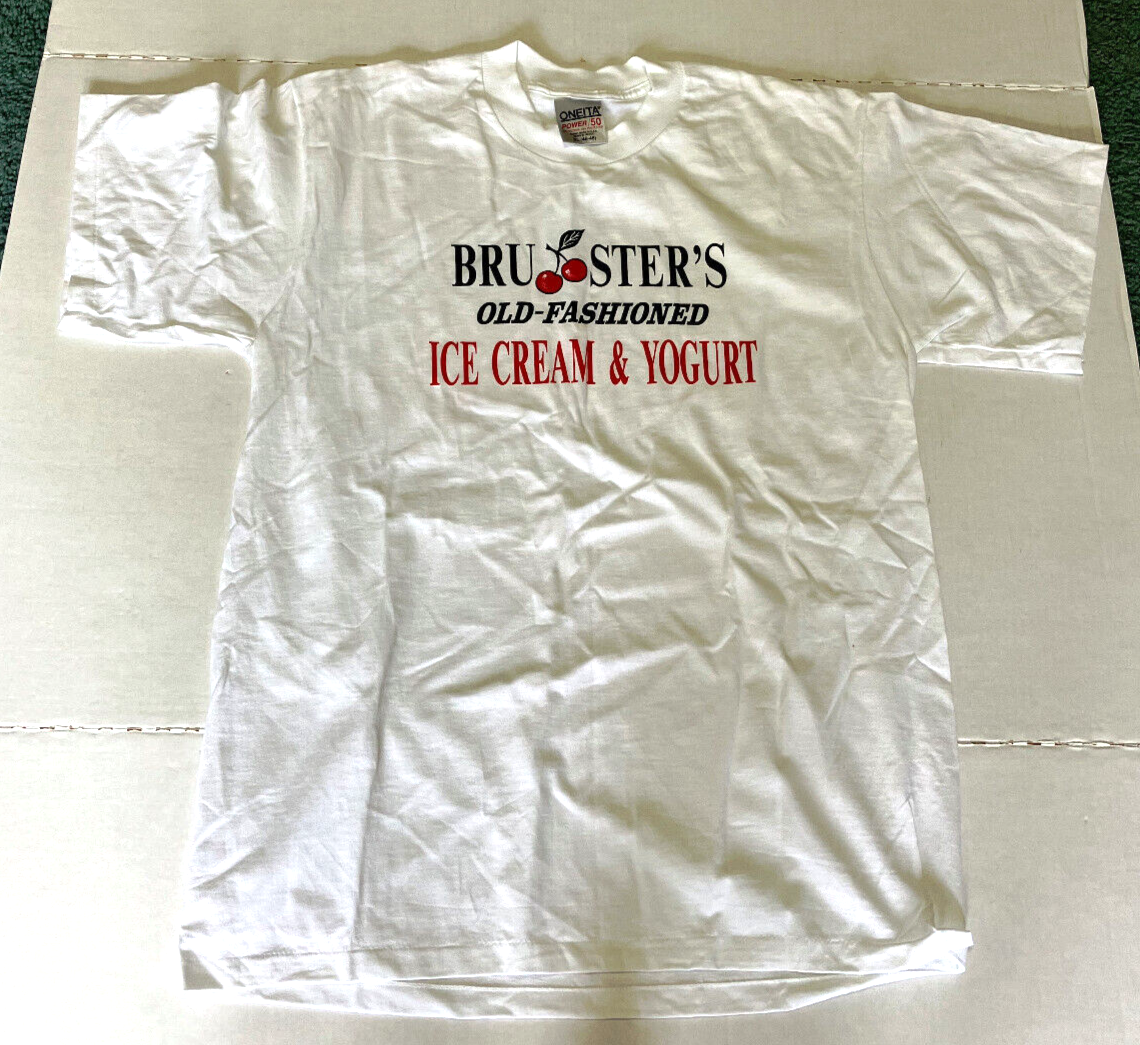 ONEITA
POWER 50
BRUSTER'S
OLD-FASHIONED
ICE CREAM & YOGURT